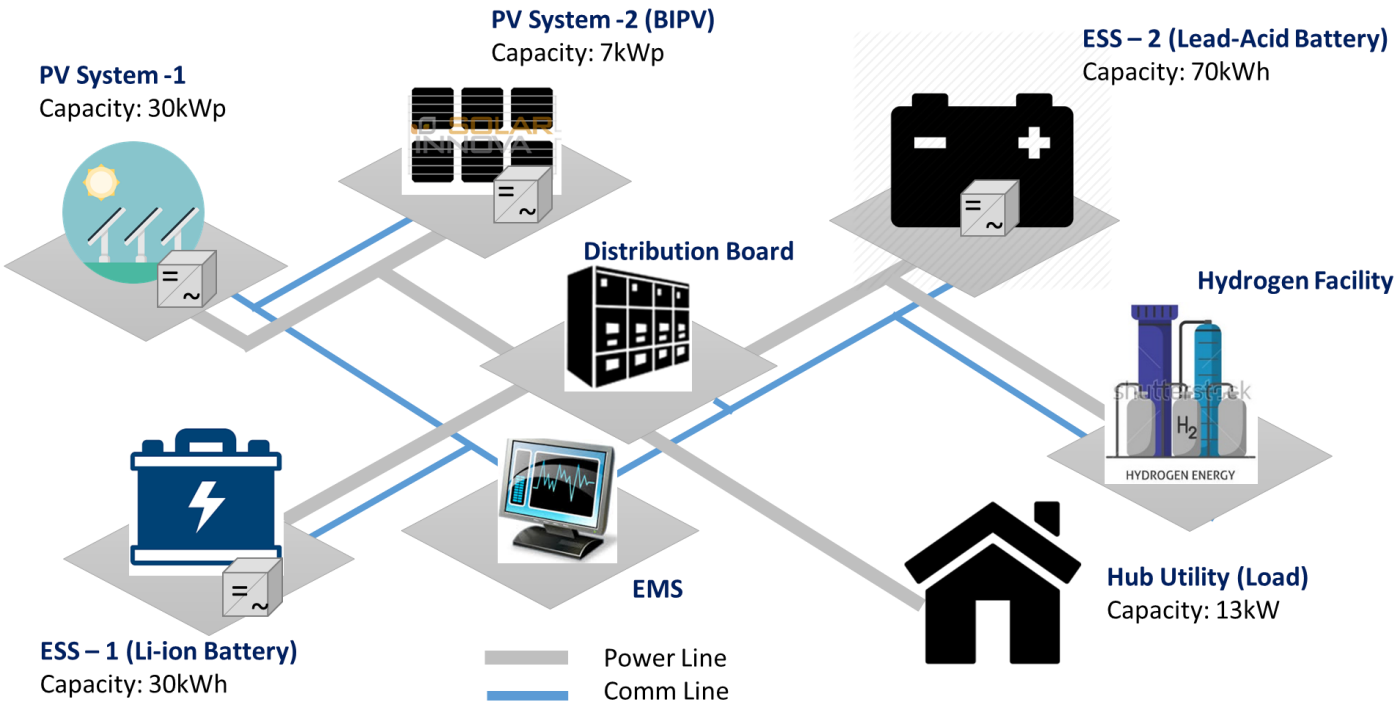 PV System -2 (BIPV)
Capacity: 7kWp
ESS – 2 (Lead-Acid Battery)
Capacity: 70kWh
PV System -1
Capacity: 30kWp
SOLAR
INNOVA
Distribution Board
Hydrogen Facility
shutterstock
H2
HYDROGEN ENERGY
EMS
Hub Utility (Load)
Capacity: 13kW
ESS – 1 (Li-ion Battery)
Capacity: 30kWh
Power Line
Comm Line